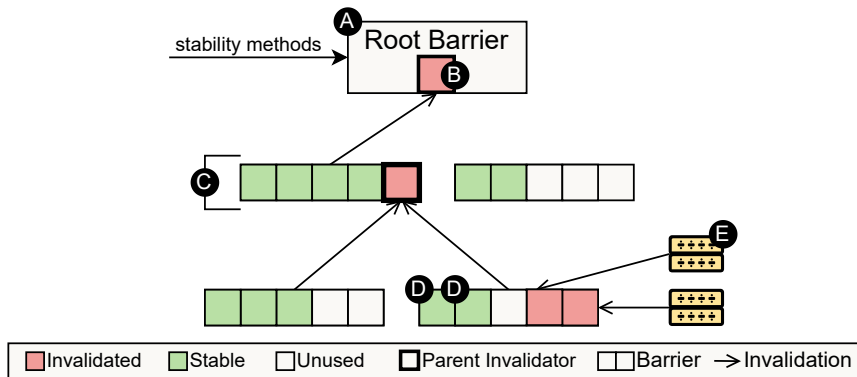 A
Root Barrier
stability methods
B
C
E
÷÷÷÷
÷÷÷÷
D D
÷÷÷÷
÷÷÷÷
Invalidated Stable Unused Parent Invalidator Barrier Invalidation